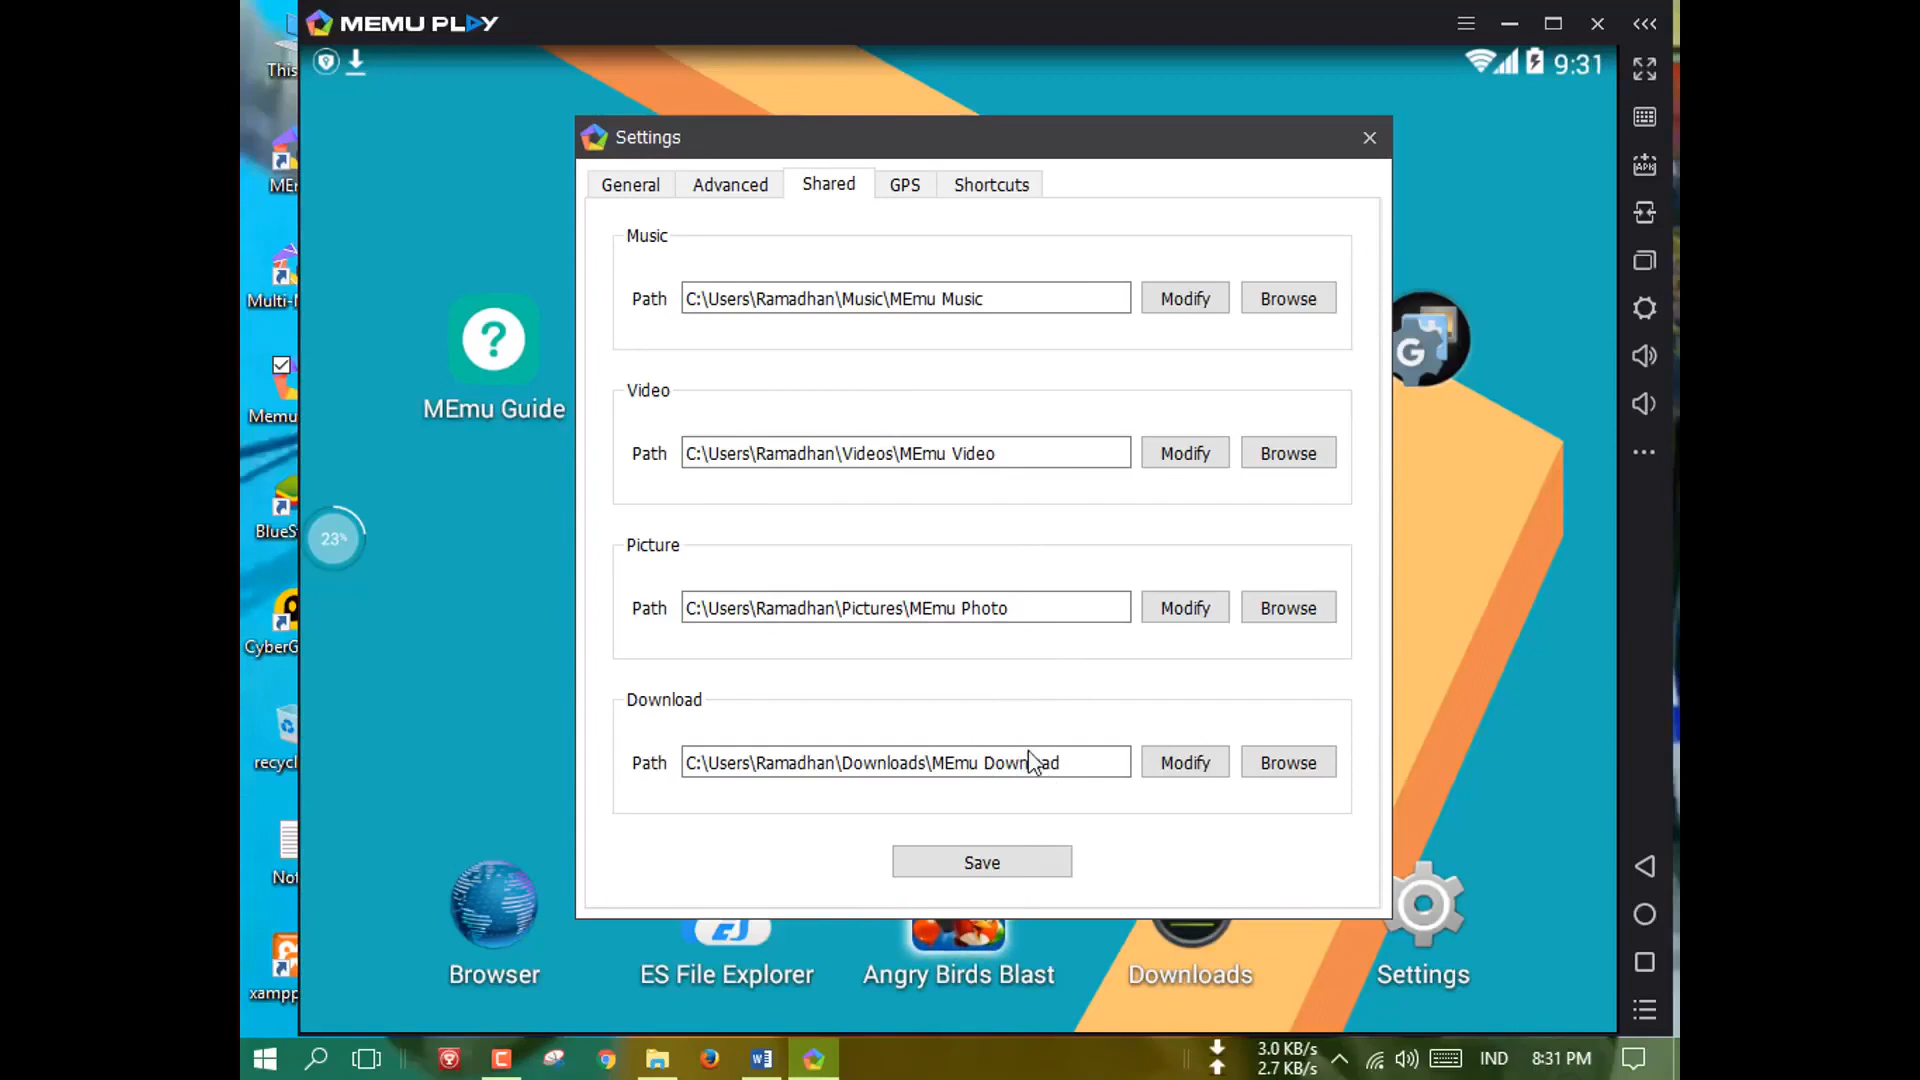 MEMU PLAY
9:31
This
MEm
Multi-M
Memu
BlueS
CyberG
recycl
Not
xampp
23%
MEmu Guide
Settings
General
Advanced
Shared
GPS
Shortcuts
Music
Path
C:\Users\Ramadhan\Music\MEmu Music
Modify
Browse
Video
Path
C:\Users\Ramadhan\Videos\MEmu Video
Modify
Browse
Picture
Path
C:\Users\Ramadhan\Pictures\MEmu Photo
Modify
Browse
Download
Path
C:\Users\Ramadhan\Downloads\MEmu Download
Modify
Browse
Save
G
APK
Browser
ES File Explorer
Angry Birds Blast
Downloads
Settings
3.0 KB/s
2.7 KB/s
IND
8:31 PM